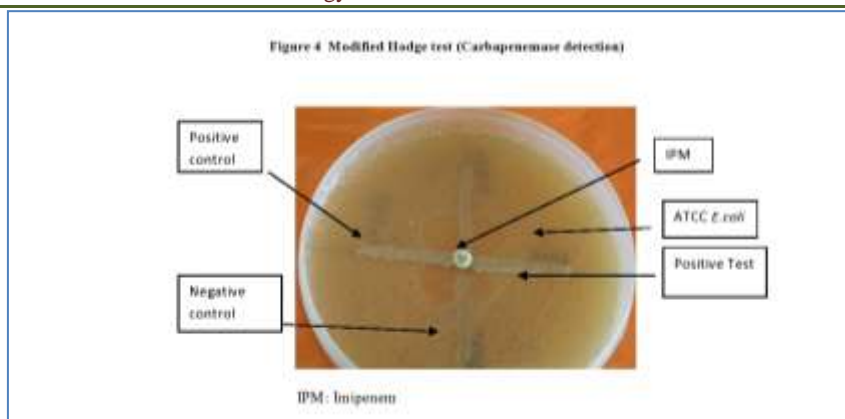 Figure 4 Modified Hodge test (Carbapenemase detection)
Positive
control
IPM
ATCC E.coli
Positive Test
Negative
control
IPM: Imipenem